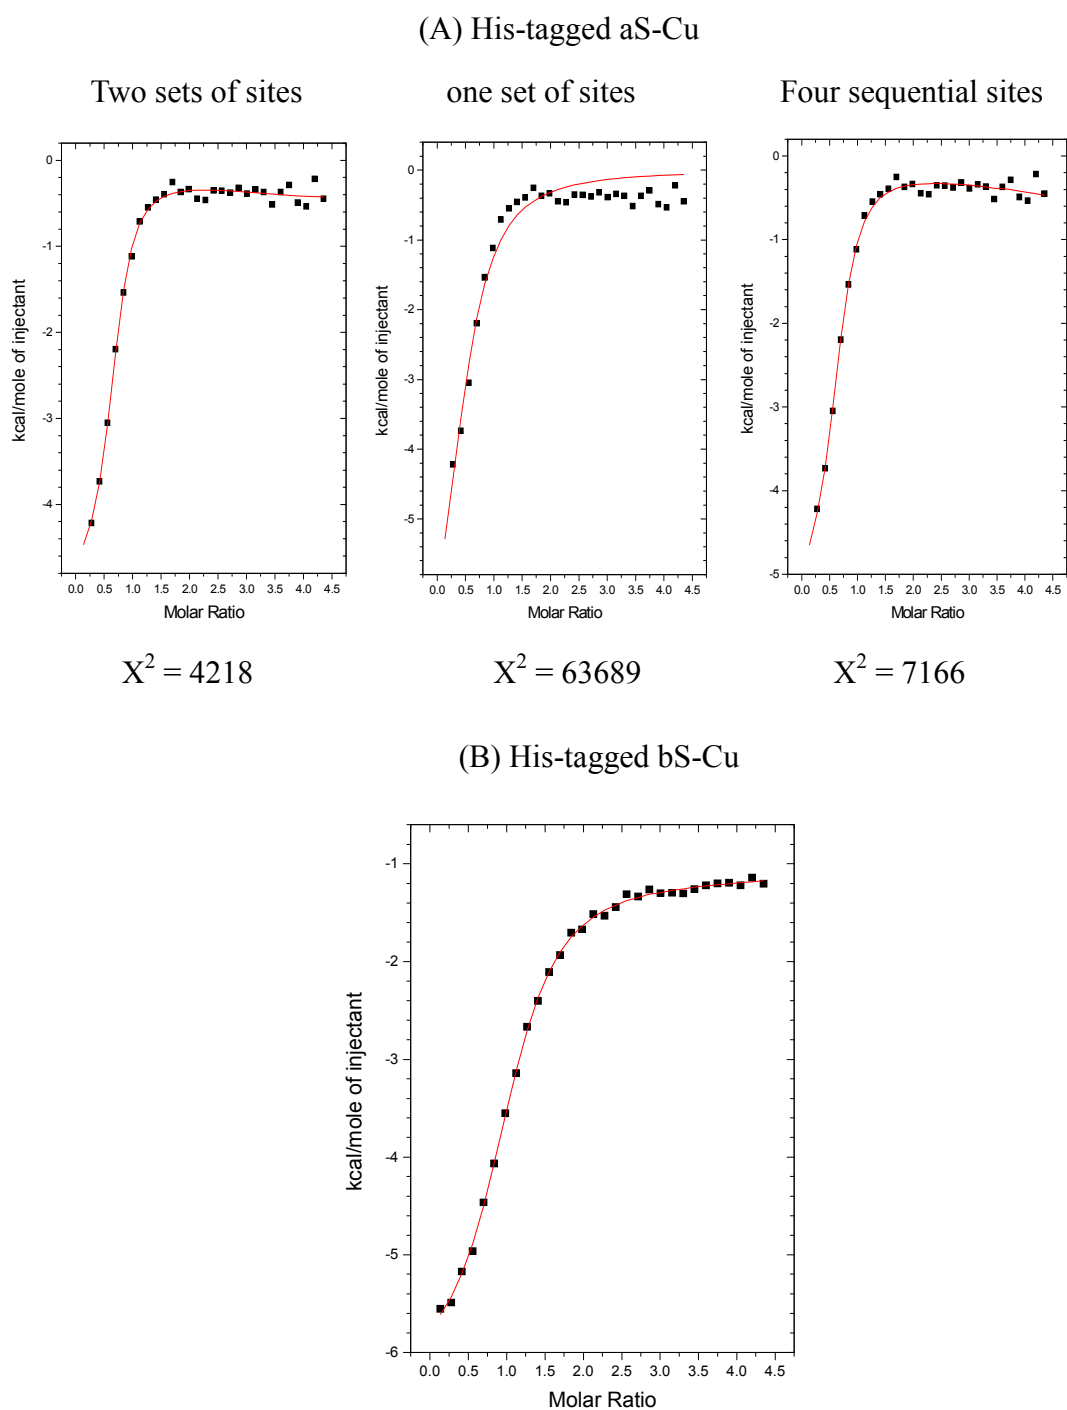 (A) His-tagged aS-Cu
Two sets of sites
one set of sites
Four sequential sites
0
-1
-2
-3
-4
kcal/mole of injectant
0.0 0.5 1.0 1.5 2.0 2.5 3.0 3.5 4.0 4.5
Molar Ratio
0
-1
-2
-3
-4
-5
kcal/mole of injectant
0.0 0.5 1.0 1.5 2.0 2.5 3.0 3.5 4.0 4.5
Molar Ratio
0
-1
-2
-3
-4
-5
kcal/mole of injectant
0.0 0.5 1.0 1.5 2.0 2.5 3.0 3.5 4.0 4.5
Molar Ratio
X² = 4218
X² = 63689
X² = 7166
(B) His-tagged bS-Cu
-1
-2
-3
-4
-5
-6
kcal/mole of injectant
0.0 0.5 1.0 1.5 2.0 2.5 3.0 3.5 4.0 4.5
Molar Ratio